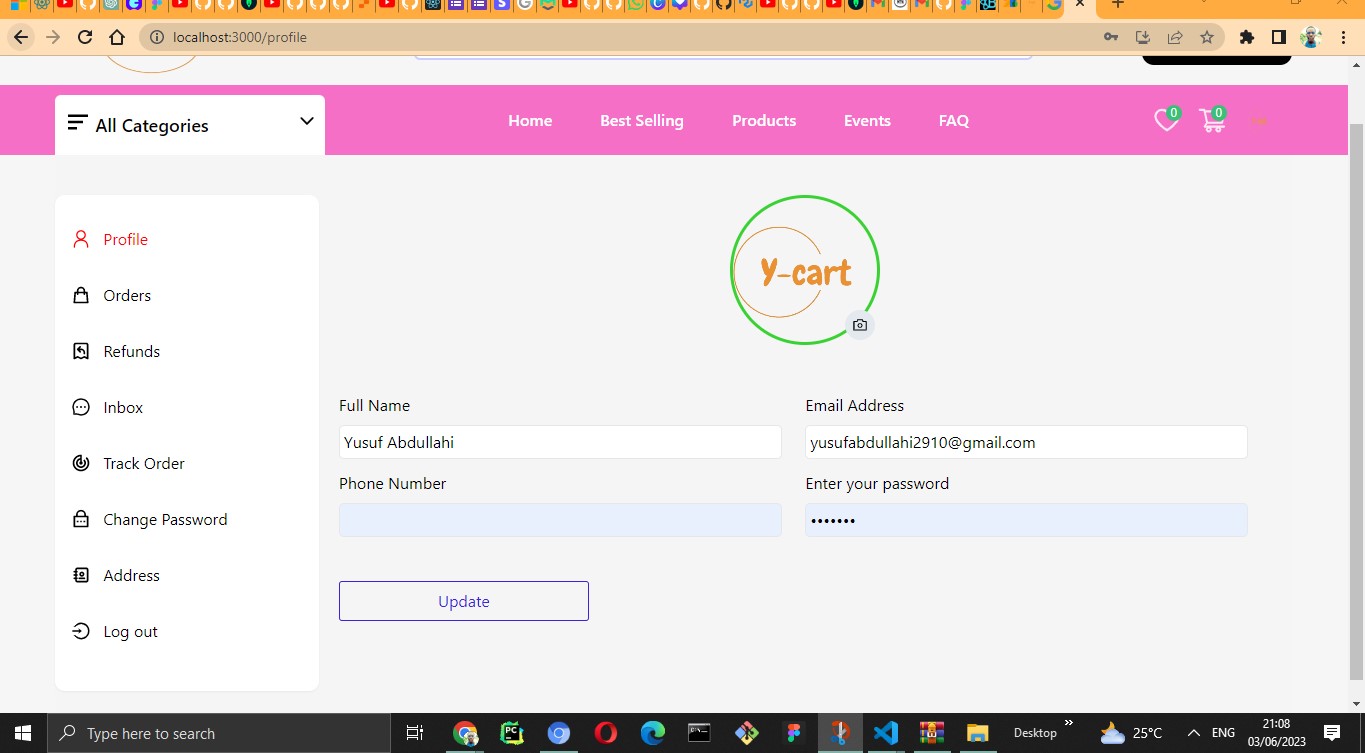 localhost:3000/profile
All Categories
Home Best Selling Products Events FAQ
0 0
Profile
Orders
Refunds
Inbox
Track Order
Change Password
Address
Log out
Y-cart
Full Name Email Address
Yusuf Abdullahi yusufabdullahi2910@gmail.com
Phone Number Enter your password
•••••••
Update
Type here to search
PC
Desktop
25°C
ENG
21:08
03/06/2023